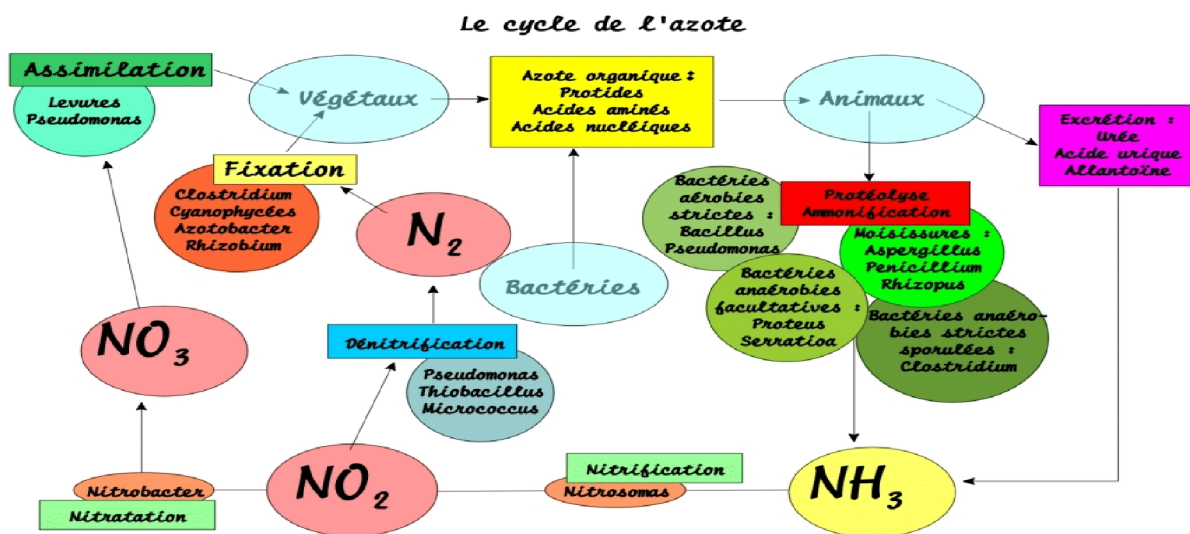 Le cycle de l'azote
Assimilation
Levures
Pseudomonas
Végétaux
Azote organique :
Protides
Acides aminés
Acides nucléiques
Animaux
Excrétion :
Urée
Acide urique
Allantoïne
Fixation
Clostridium
Cyanophycées
Azotobacter
Rhizobium
N2
Bactéries
Bactéries
aérobies
strictes :
Bacillus
Pseudomonas
Protéolyse
Ammonification
Moisissures :
Aspergillus
Penicillium
Rhizopus
Bactéries
anaérobies
facultatives :
Proteus
Serratioa
Bactéries anaéro-
bies strictes
sporulées :
Clostridium
NO3
Dénitrification
Pseudomonas
Thiobacillus
Micrococcus
Nitrobacter
Nitratation
NO2
Nitrification
Nitrosomas
NH3